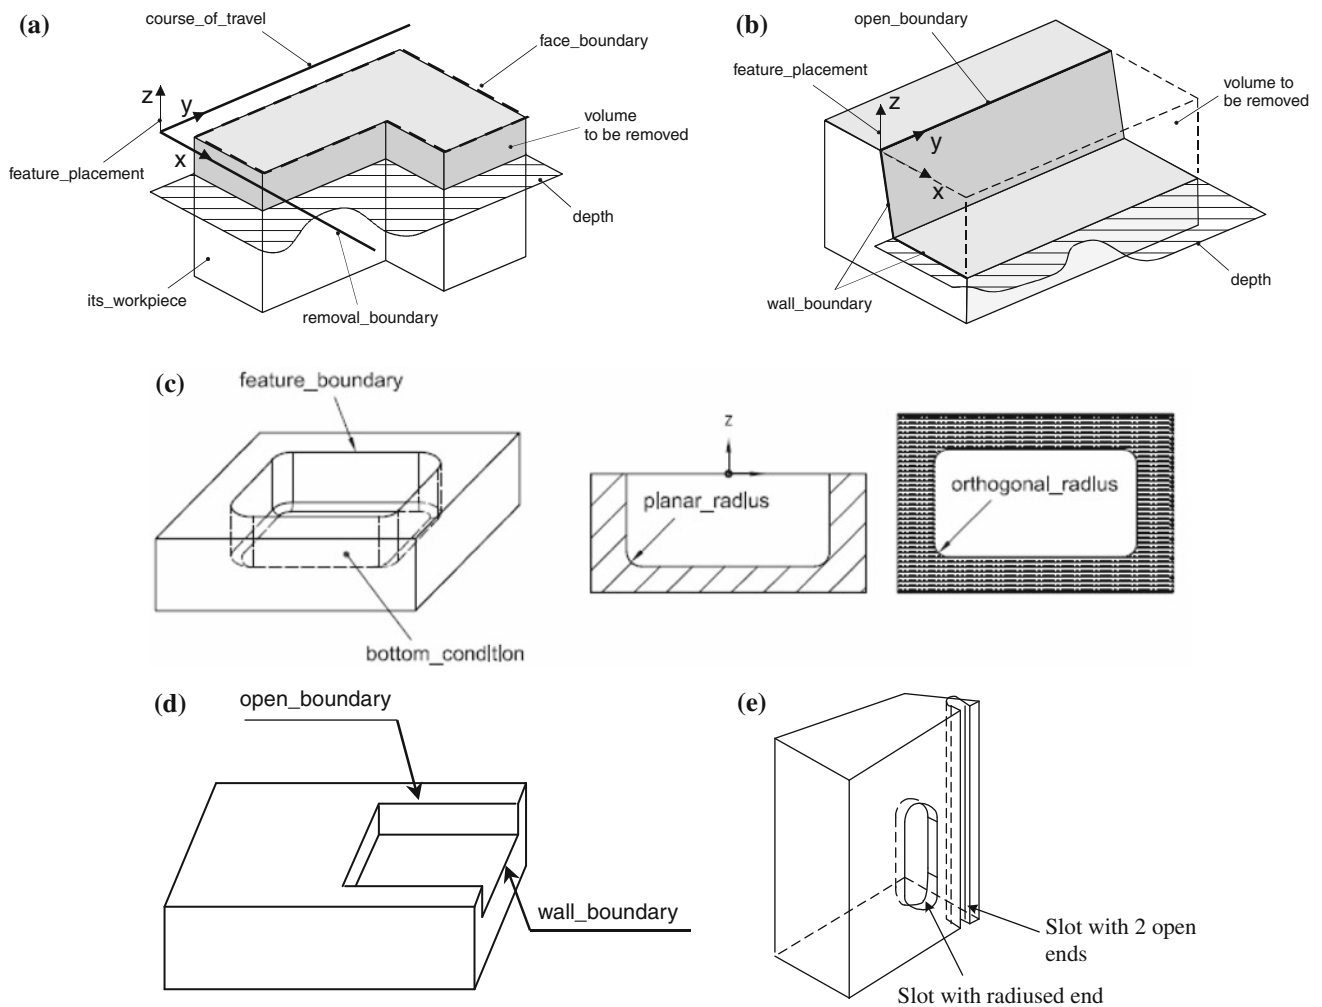 (a)
course_of_travel
face_boundary
z
y
volume
to be removed
x
feature_placement
depth
its_workpiece
removal_boundary
(b)
open_boundary
feature_placement
volume to
be removed
z
y
x
wall_boundary
depth
(c)
feature_boundary
bottom_condition
z
planar_radius
orthogonal_radius
(d)
open_boundary
wall_boundary
(e)
Slot with 2 open
ends
Slot with radiused end